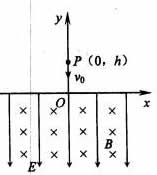 y
P (0, h)
v₀
O
x
× × × ×
× × × ×
B
× × × ×
E